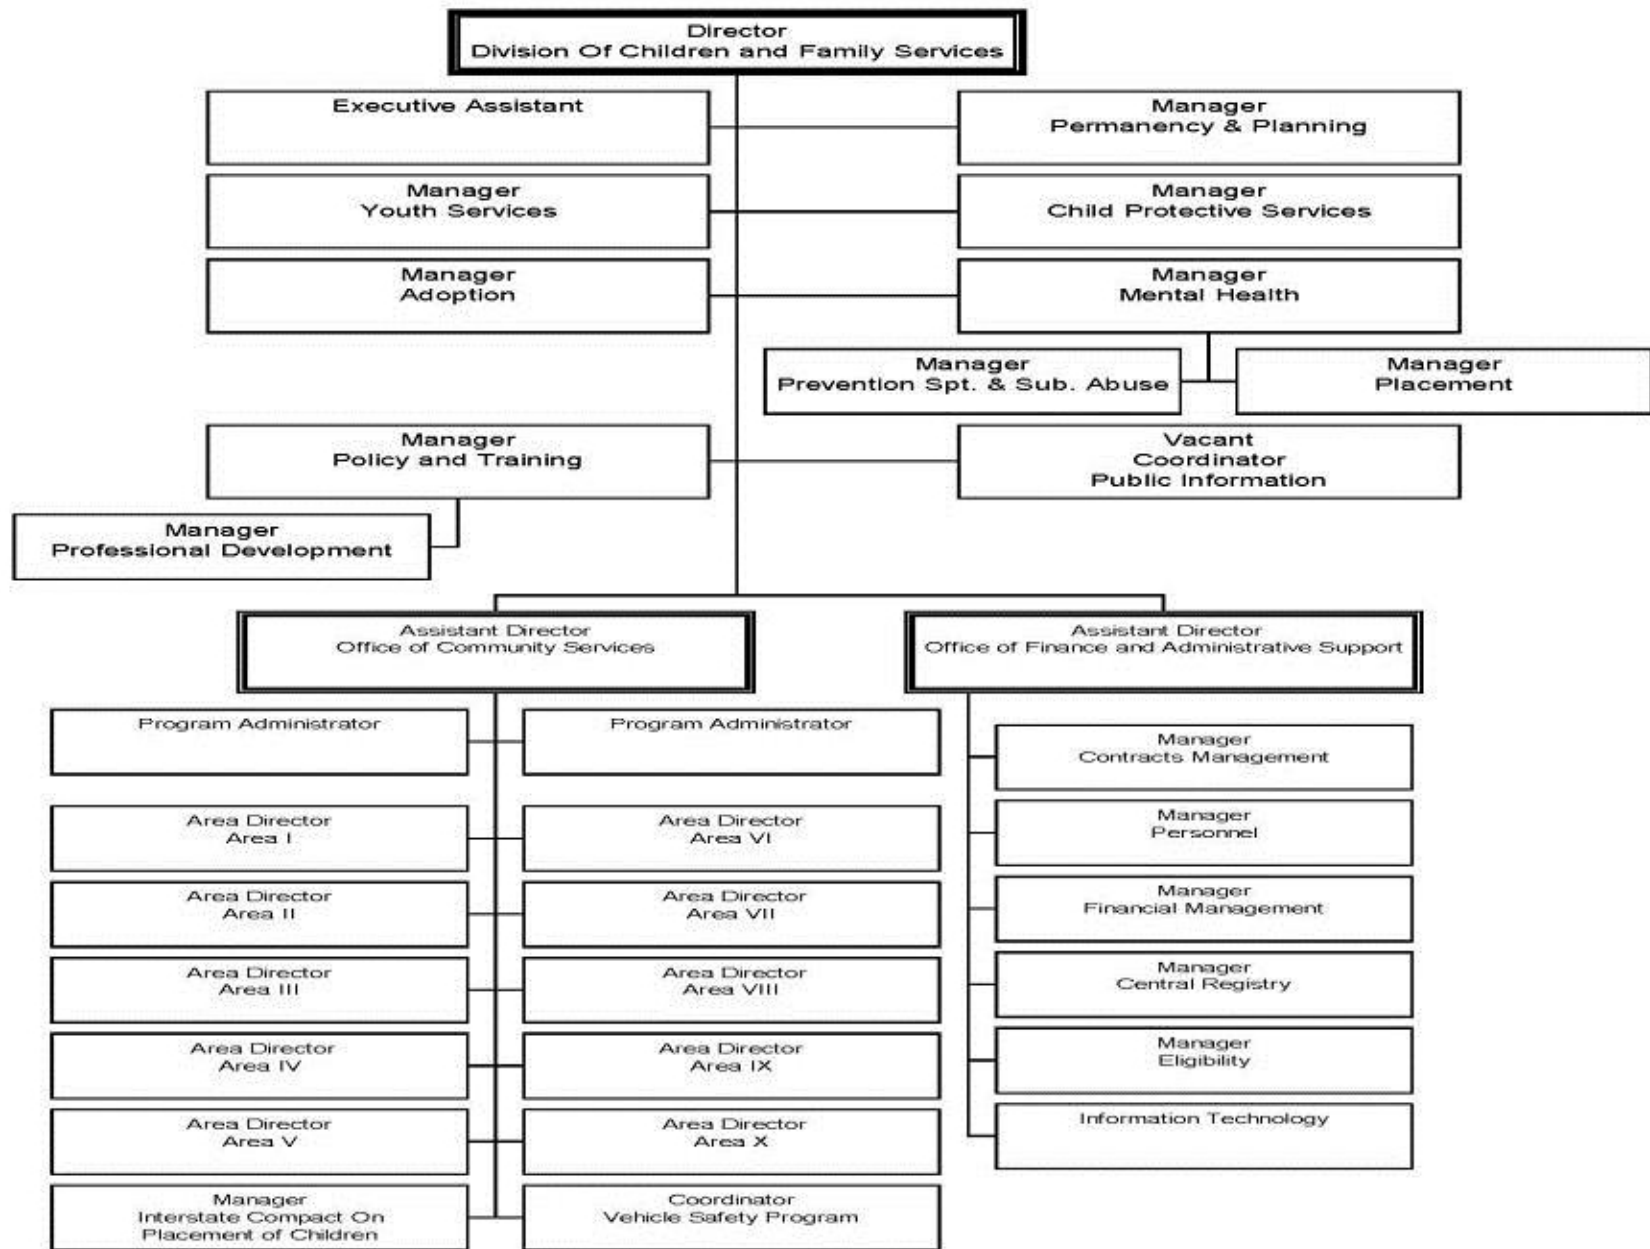 Director
Division Of Children and Family Services
Executive Assistant
Manager
Permanency & Planning
Manager
Youth Services
Manager
Child Protective Services
Manager
Adoption
Manager
Mental Health
Manager
Prevention Spt. & Sub. Abuse
Manager
Placement
Manager
Policy and Training
Vacant
Coordinator
Public Information
Manager
Professional Development
Assistant Director
Office of Community Services
Assistant Director
Office of Finance and Administrative Support
Program Administrator
Program Administrator
Area Director
Area I
Area Director
Area VI
Area Director
Area II
Area Director
Area VII
Area Director
Area III
Area Director
Area VIII
Area Director
Area IV
Area Director
Area IX
Area Director
Area V
Area Director
Area X
Manager
Interstate Compact On
Placement of Children
Coordinator
Vehicle Safety Program
Manager
Contracts Management
Manager
Personnel
Manager
Financial Management
Manager
Central Registry
Manager
Eligibility
Information Technology